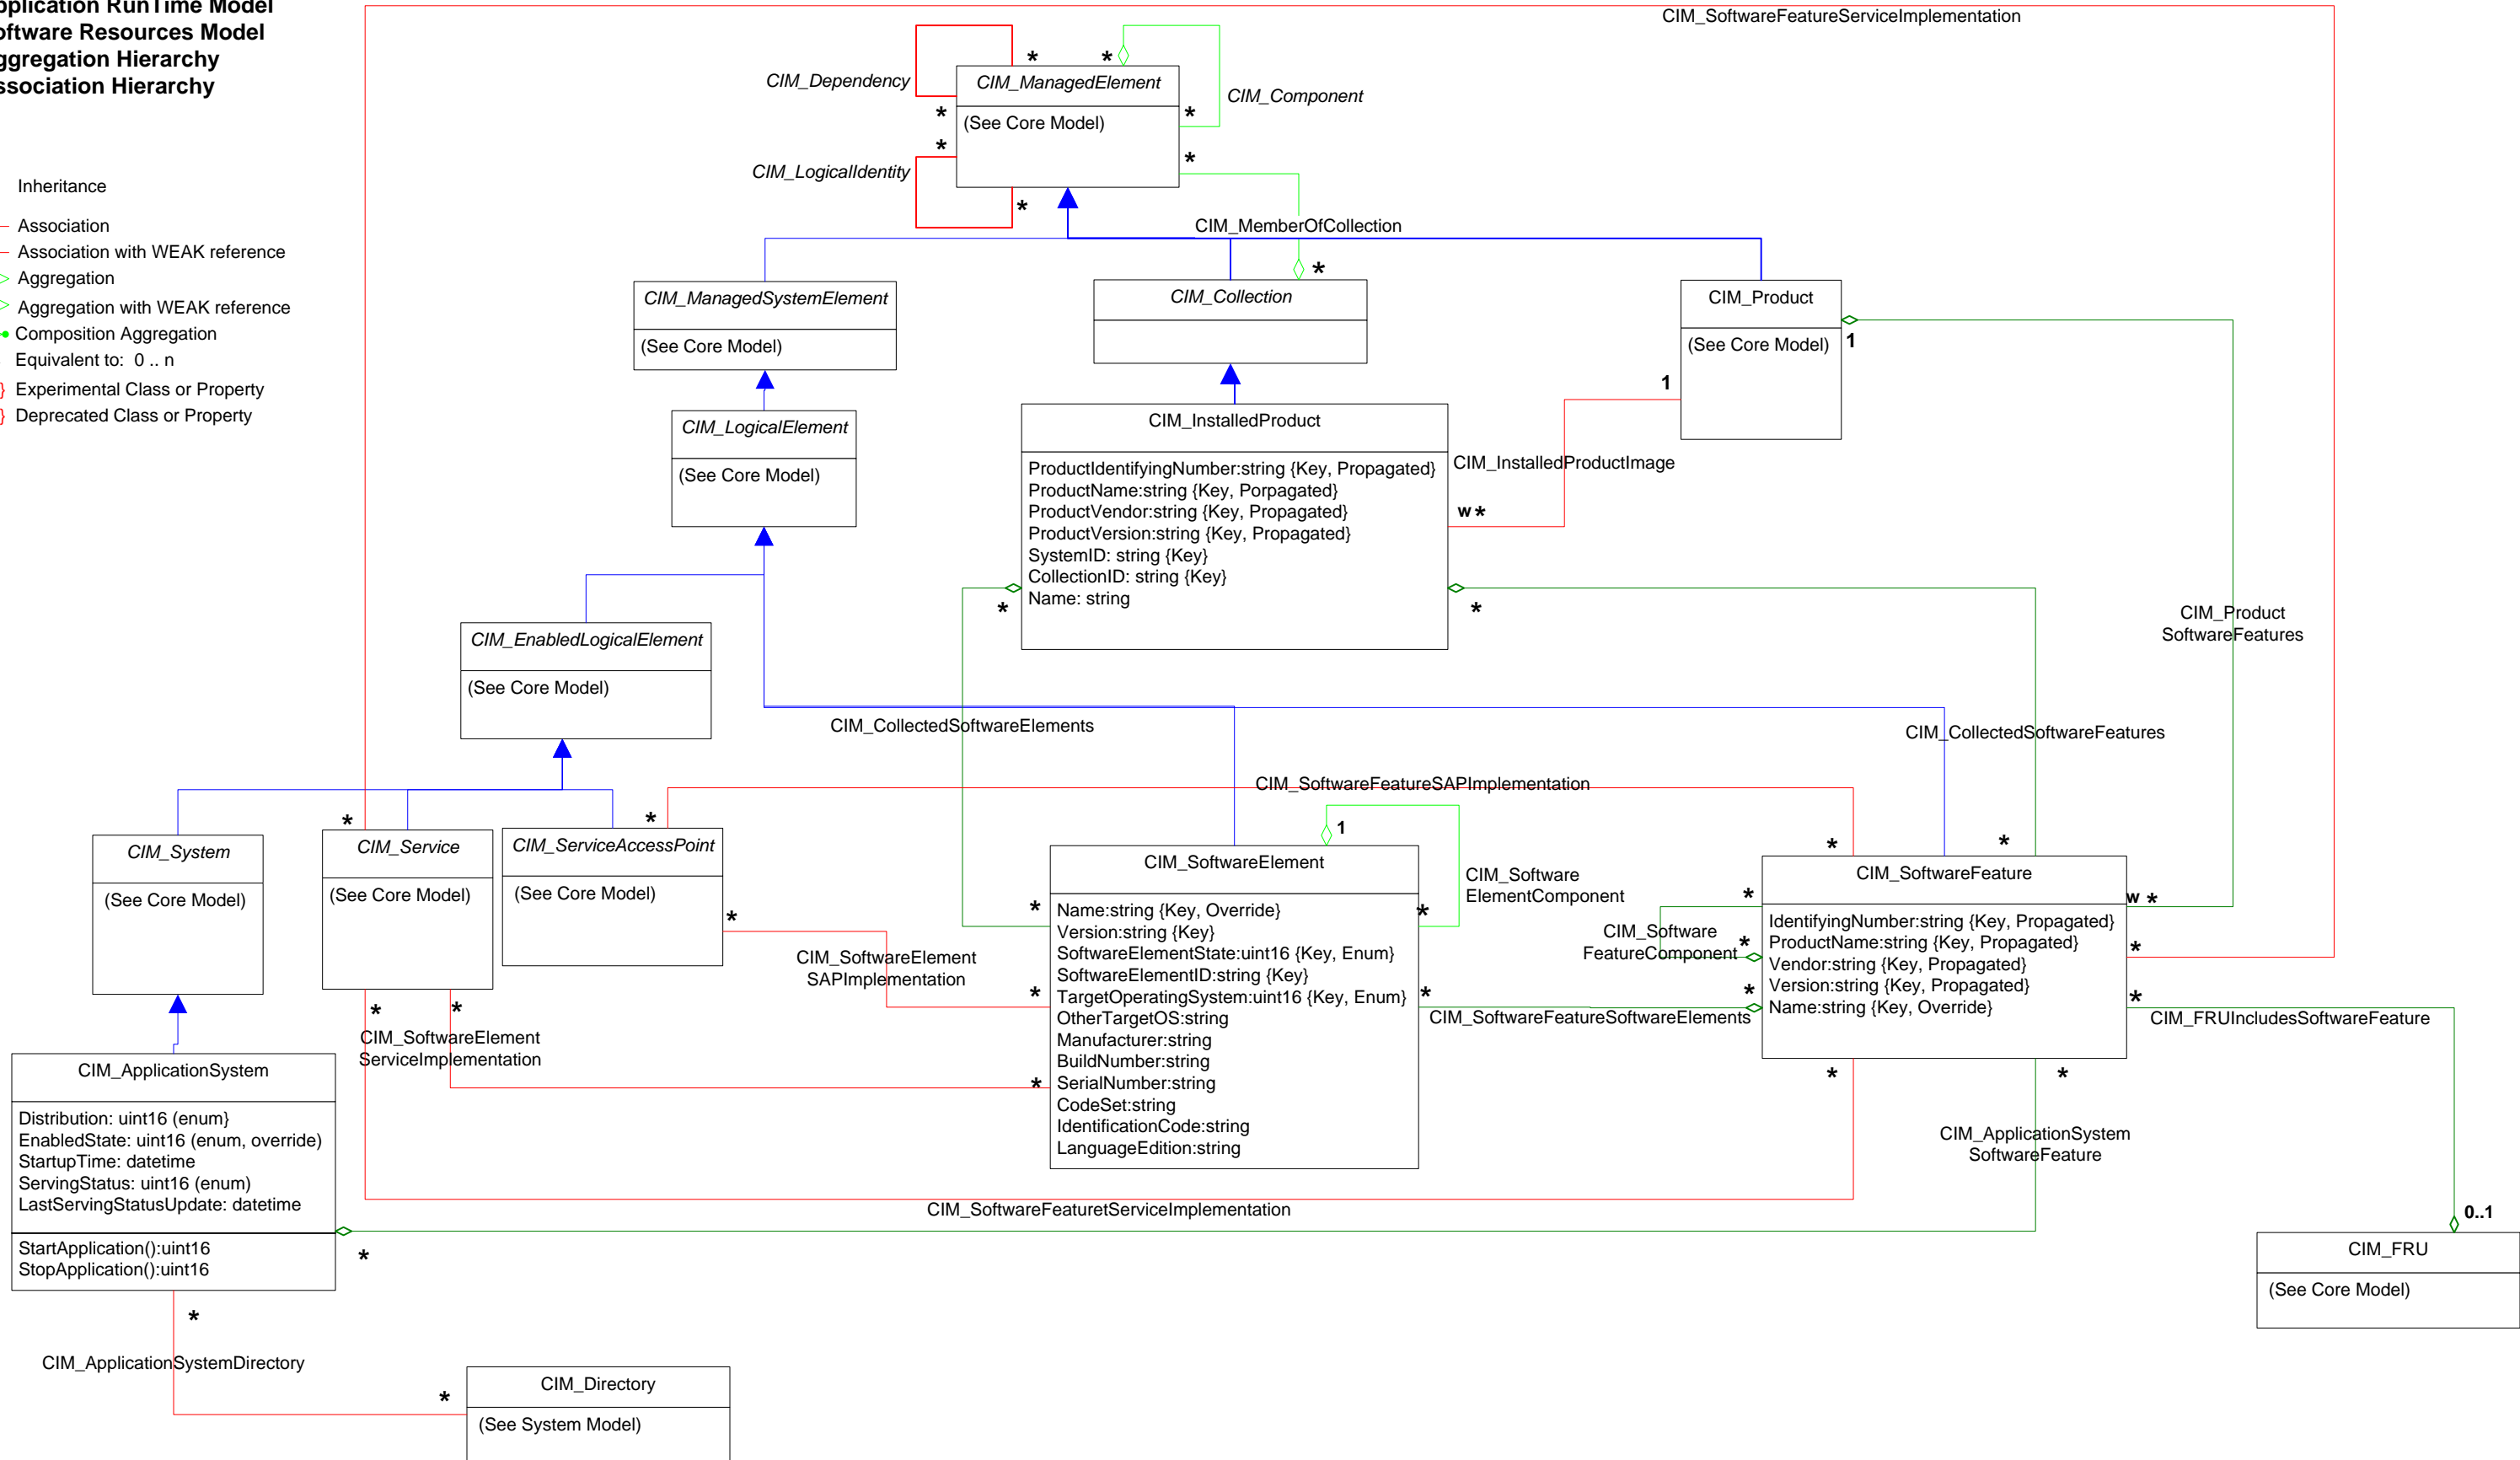 pplication RunTime Model
oftware Resources Model
ggregation Hierarchy
ssociation Hierarchy
Inheritance
Association
Association with WEAK reference
Aggregation
Aggregation with WEAK reference
Composition Aggregation
Equivalent to: 0 .. n
} Experimental Class or Property
} Deprecated Class or Property
CIM_SoftwareFeatureServiceImplementation
* *
CIM_Dependency
CIM_ManagedElement
CIM_Component
* *
(See Core Model)
* *
CIM_LogicalIdentity
*
CIM_MemberOfCollection
*
CIM_ManagedSystemElement
(See Core Model)
CIM_Collection
CIM_Product
(See Core Model)
1
1
CIM_LogicalElement
(See Core Model)
CIM_InstalledProduct
ProductIdentifyingNumber:string {Key, Propagated}
ProductName:string {Key, Porpagated}
ProductVendor:string {Key, Propagated}
ProductVersion:string {Key, Propagated}
SystemID: string {Key}
CollectionID: string {Key}
Name: string
CIM_InstalledProductImage
w *
* *
CIM_Product
SoftwareFeatures
CIM_EnabledLogicalElement
(See Core Model)
CIM_CollectedSoftwareElements
CIM_CollectedSoftwareFeatures
CIM_SoftwareFeatureSAPImplementation
* *
CIM_System
(See Core Model)
CIM_Service
(See Core Model)
CIM_ServiceAccessPoint
(See Core Model)
*
1
* *
CIM_SoftwareElement
Name:string {Key, Override}
Version:string {Key}
SoftwareElementState:uint16 {Key, Enum}
SoftwareElementID:string {Key}
TargetOperatingSystem:uint16 {Key, Enum}
OtherTargetOS:string
Manufacturer:string
BuildNumber:string
SerialNumber:string
CodeSet:string
IdentificationCode:string
LanguageEdition:string
* *
* *
*
CIM_Software
ElementComponent
CIM_SoftwareElement
SAPImplementation
CIM_Software
FeatureComponent
* *
*
CIM_SoftwareFeatureSoftwareElements
CIM_SoftwareFeature
IdentifyingNumber:string {Key, Propagated}
ProductName:string {Key, Propagated}
Vendor:string {Key, Propagated}
Version:string {Key, Propagated}
Name:string {Key, Override}
w *
*
*
CIM_FRUIncludesSoftwareFeature
* *
* *
CIM_SoftwareElement
ServiceImplementation
CIM_ApplicationSystem
Distribution: uint16 (enum}
EnabledState: uint16 (enum, override)
StartupTime: datetime
ServingStatus: uint16 (enum)
LastServingStatusUpdate: datetime
StartApplication():uint16
StopApplication():uint16
CIM_ApplicationSystem
SoftwareFeature
CIM_SoftwareFeaturetServiceImplementation
*
0..1
CIM_FRU
(See Core Model)
*
CIM_ApplicationSystemDirectory
*
CIM_Directory
(See System Model)